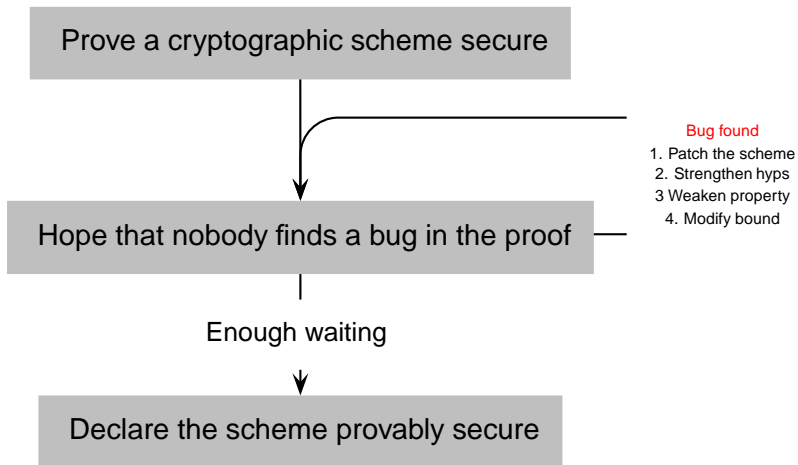 Prove a cryptographic scheme secure
Bug found
1. Patch the scheme
2. Strengthen hyps
3 Weaken property
4. Modify bound
Hope that nobody finds a bug in the proof
Enough waiting
Declare the scheme provably secure